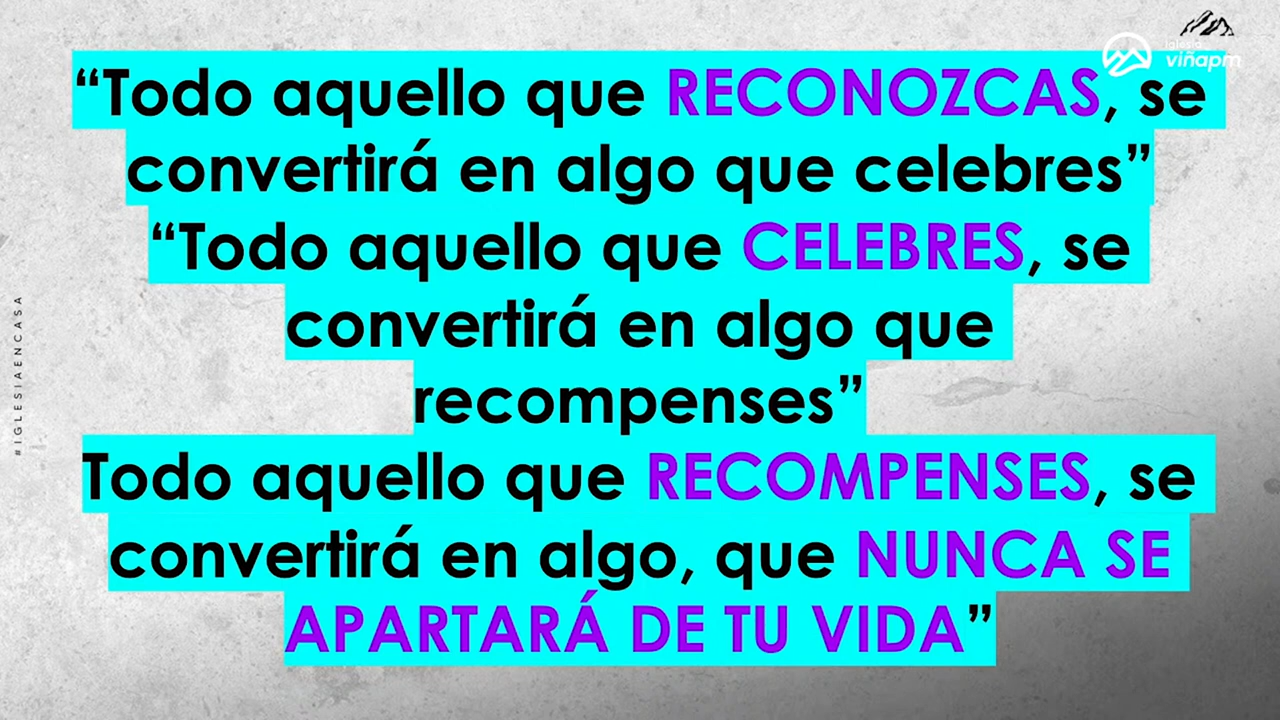 iglesia
viñapm
“Todo aquello que RECONOZCAS, se
convertirá en algo que celebres”
“Todo aquello que CELEBRES, se
convertirá en algo que
recompenses”
Todo aquello que RECOMPENSES, se
convertirá en algo, que NUNCA SE
APARTARÁ DE TU VIDA”
#IGLESIAENCASA